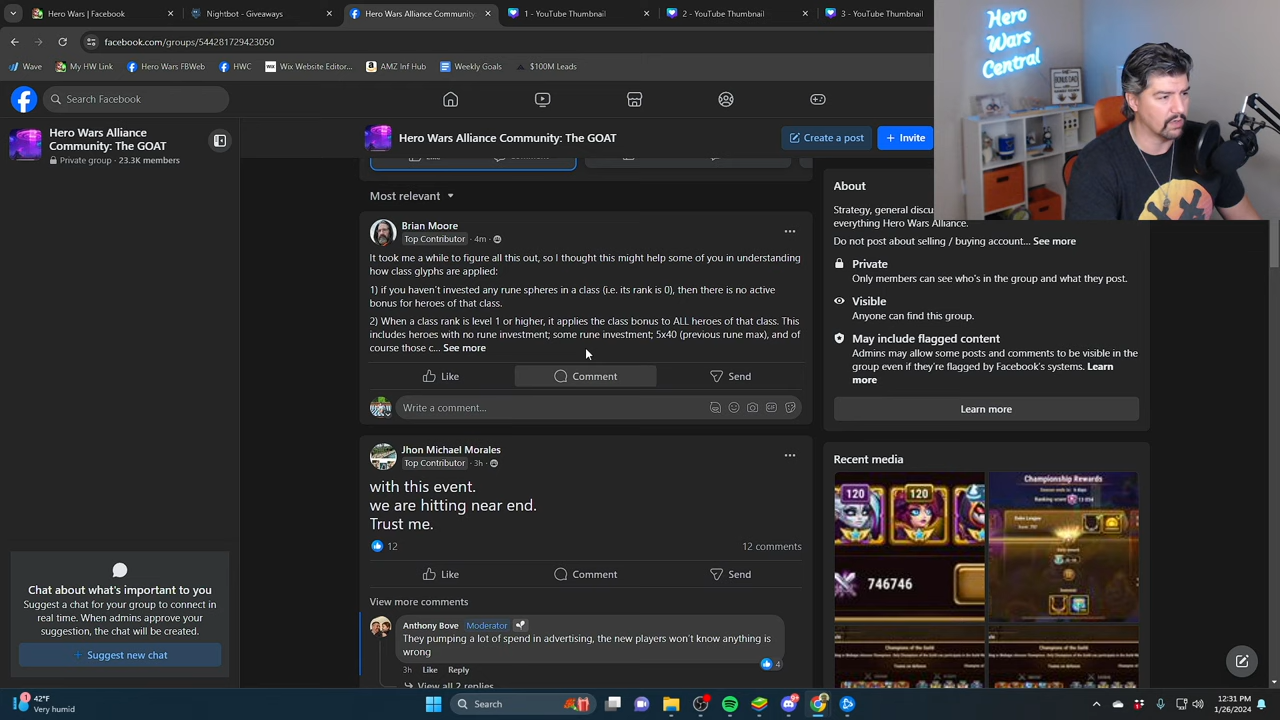 Hero Wars Alliance Community
Nightbot - Giveaways
Hero Wars Alliance Community
1 - YouTube Thumbnail
2 - YouTube Thumbnail
3 - YouTube Thumbnail
facebook.com/groups/544281729423050
Wave
My HW Link
Hero Wars FBWeb
HWC
Wix Website Editor...
AMZ Inf Hub
Weekly Goals
$100M Leads
Hero
Wars
Central
BONUS
DAD
Search Facebook
Hero Wars Alliance
Community: The GOAT
Private group · 23.3K members
Hero Wars Alliance Community: The GOAT
Create a post
Invite
Most relevant
Brian Moore
Top Contributor · 4m ·
It took me a while to figure all this out, so I thought this might help some of you in understanding
how class glyphs are applied:
1) if you haven't invested any rune spheres in a class (i.e. its rank is 0), then there is no active
bonus for heroes of that class.
2) When a class rank is level 1 or higher, it applies the class bonus to ALL heroes of that class. This
includes heroes with no rune investment; some rune investment; 5x40 (previous rune max), and of
course those c... See more
Like
Comment
Send
Write a comment...
GIF
Jhon Michael Morales
Top Contributor · 3h ·
with this event.
we are hitting near end.
Trust me.
12
12 comments
Like
Comment
Send
View more comments
Anthony Bove Moderator
They pumping a lot of spend in advertising, the new players won't know anything is
wrong
Like Reply
View all 2 replies
About
Strategy, general discu
everything Hero Wars Alliance.
Do not post about selling / buying account... See more
Private
Only members can see who's in the group and what they post.
Visible
Anyone can find this group.
May include flagged content
Admins may allow some posts and comments to be visible in the
group even if they're flagged by Facebook's systems. Learn
more
Learn more
Recent media
120
120
746746
Championship Rewards
Champions of the Guild
Champions of the Guild
Chat about what's important to you
Suggest a chat for your group to connect in
real time. When admins approve your
suggestion, the chat will be created.
+ Suggest new chat
42°F
Very humid
Search
12:31 PM
1/26/2024